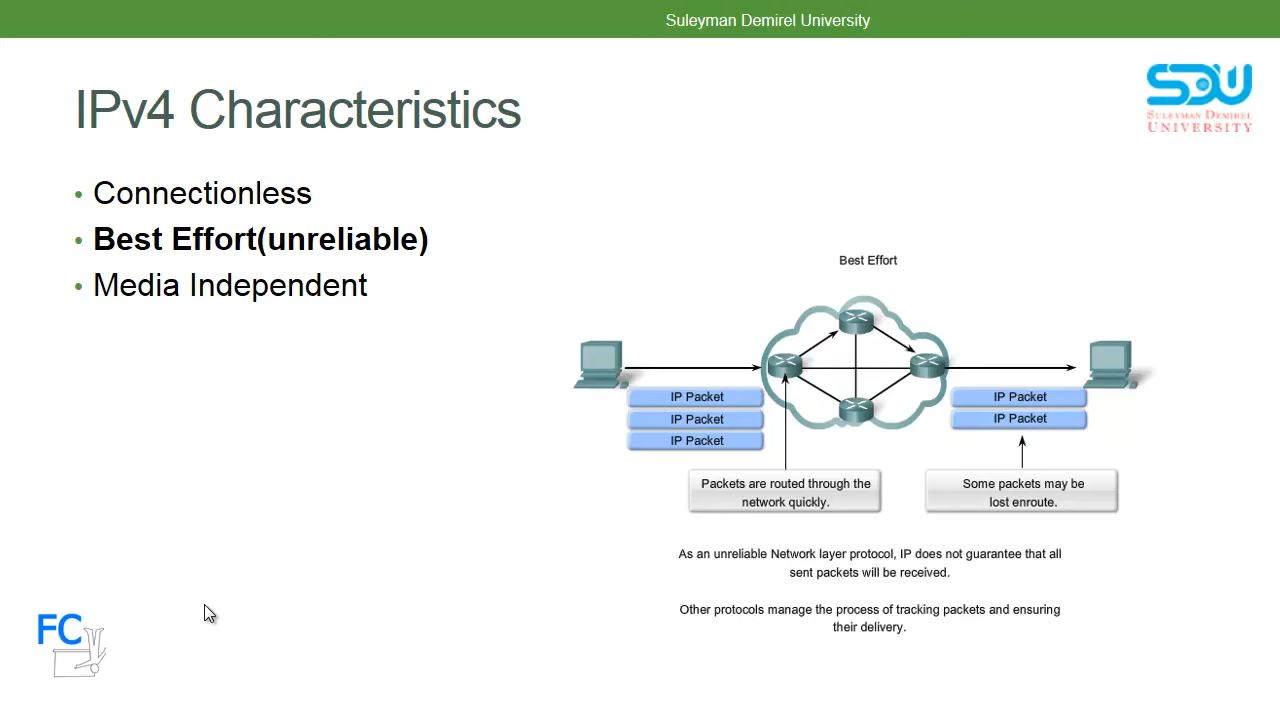 Suleyman Demirel University
IPv4 Characteristics
SDU
SULEYMAN DEMIREL
UNIVERSITY
• Connectionless
• Best Effort(unreliable)
• Media Independent
Best Effort
IP Packet
IP Packet
IP Packet
IP Packet
IP Packet
Packets are routed through the
network quickly.
Some packets may be
lost enroute.
As an unreliable Network layer protocol, IP does not guarantee that all
sent packets will be received.
Other protocols manage the process of tracking packets and ensuring
their delivery.
FC